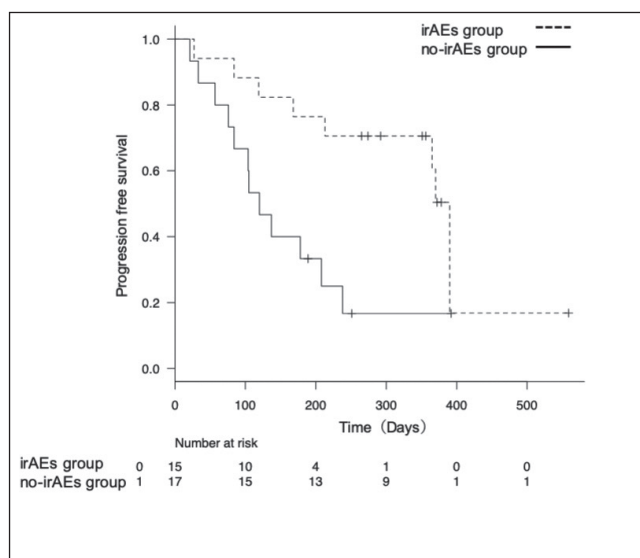 irAEs group
no-irAEs group
Progression free survival
1.0
0.8
0.6
0.4
0.2
0.0
0 100 200 300 400 500
Time (Days)
Number at risk
irAEs group 0 15 10 4 1 0 0
no-irAEs group 1 17 15 13 9 1 1